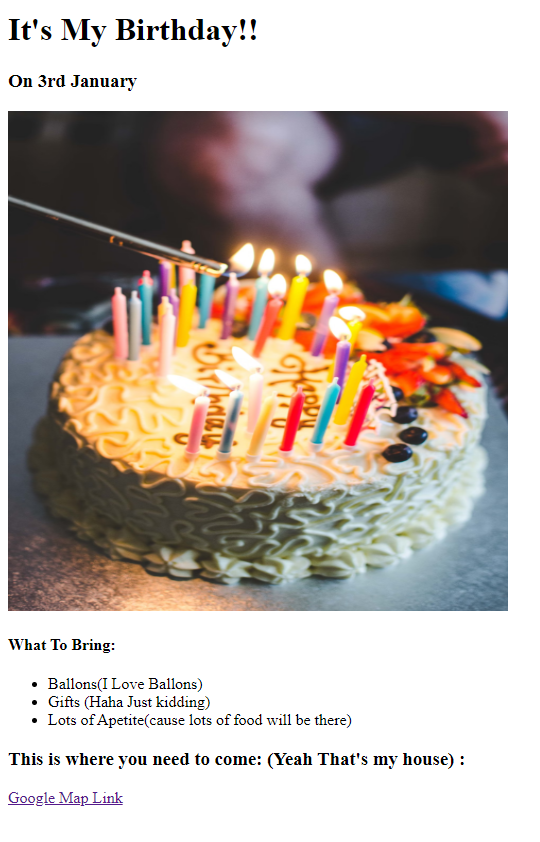 It's My Birthday!!
On 3rd January
Happy
Birthday
What To Bring:
Ballons(I Love Ballons)
Gifts (Haha Just kidding)
Lots of Apetite(cause lots of food will be there)
This is where you need to come: (Yeah That's my house) :
Google Map Link